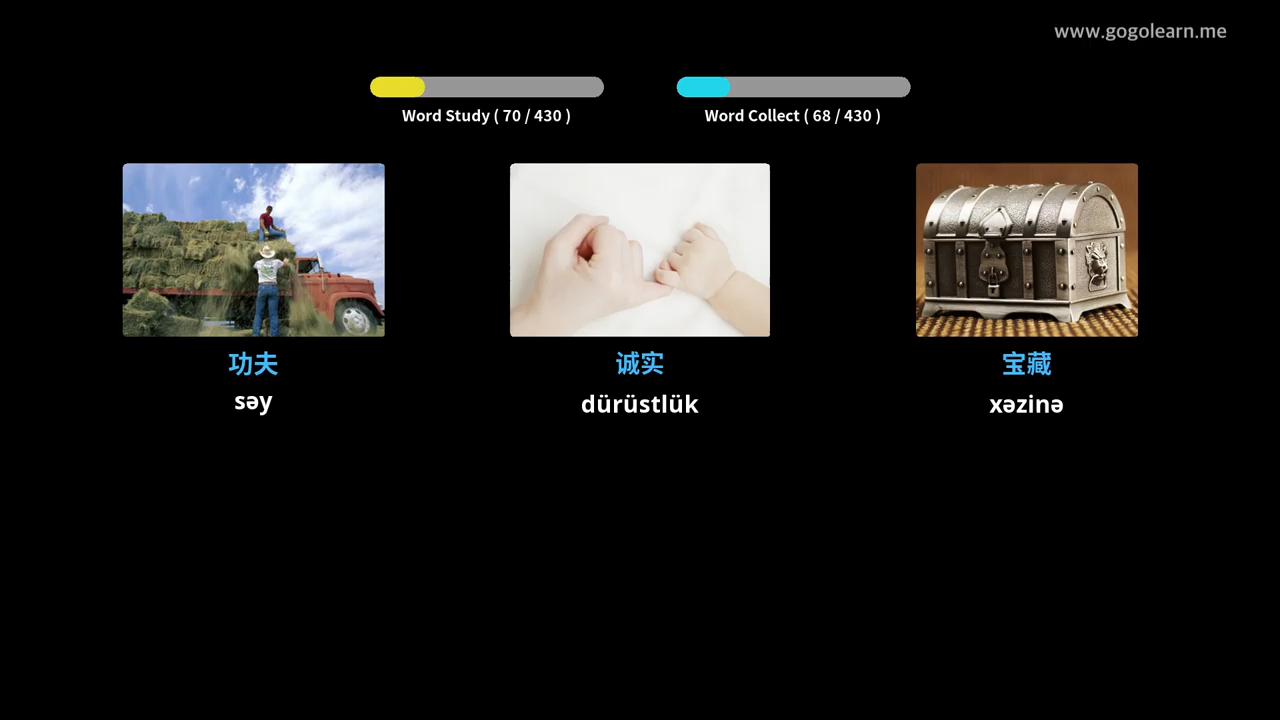 www.gogolearn.me
Word Study ( 70 / 430 )
Word Collect ( 68 / 430 )
功夫
səy
诚实
dürüstlük
宝藏
xəzinə